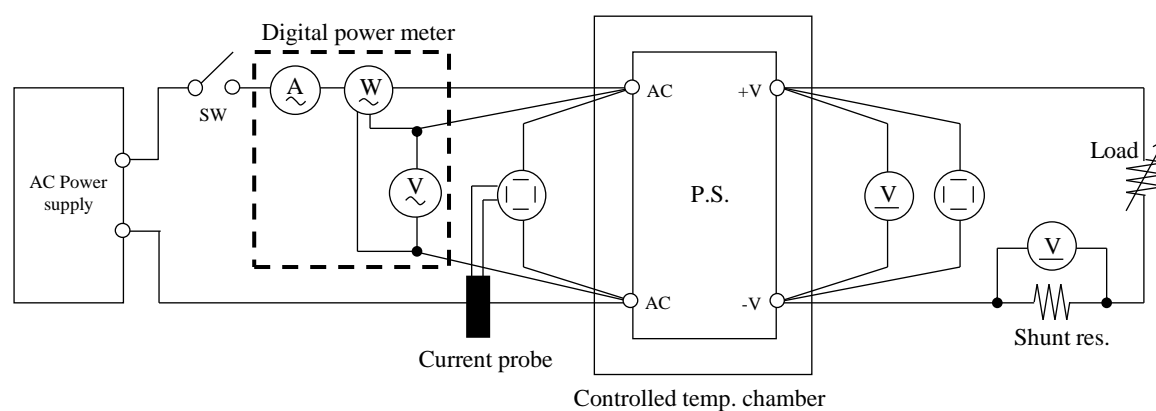 Digital power meter
A
W
SW
AC Power
supply
V
Current probe
AC
+V
P.S.
AC
-V
Controlled temp. chamber
V
Load
V
Shunt res.